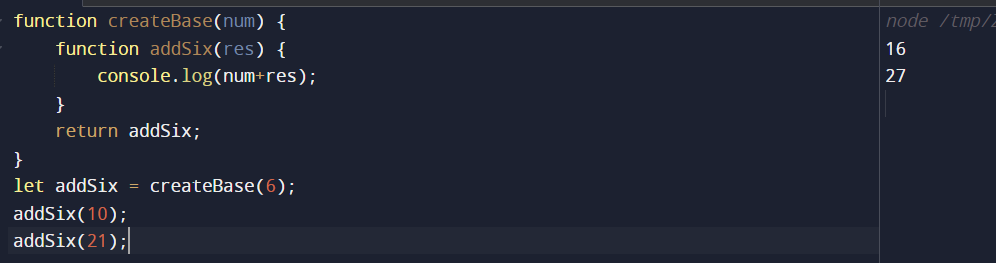 function createBase(num) {
    function addSix(res) {
        console.log(num+res);
    }
    return addSix;
}
let addSix = createBase(6);
addSix(10);
addSix(21);
node /tmp/
16
27